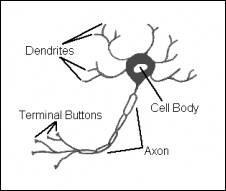 Dendrites
Cell Body
Terminal Buttons
Axon